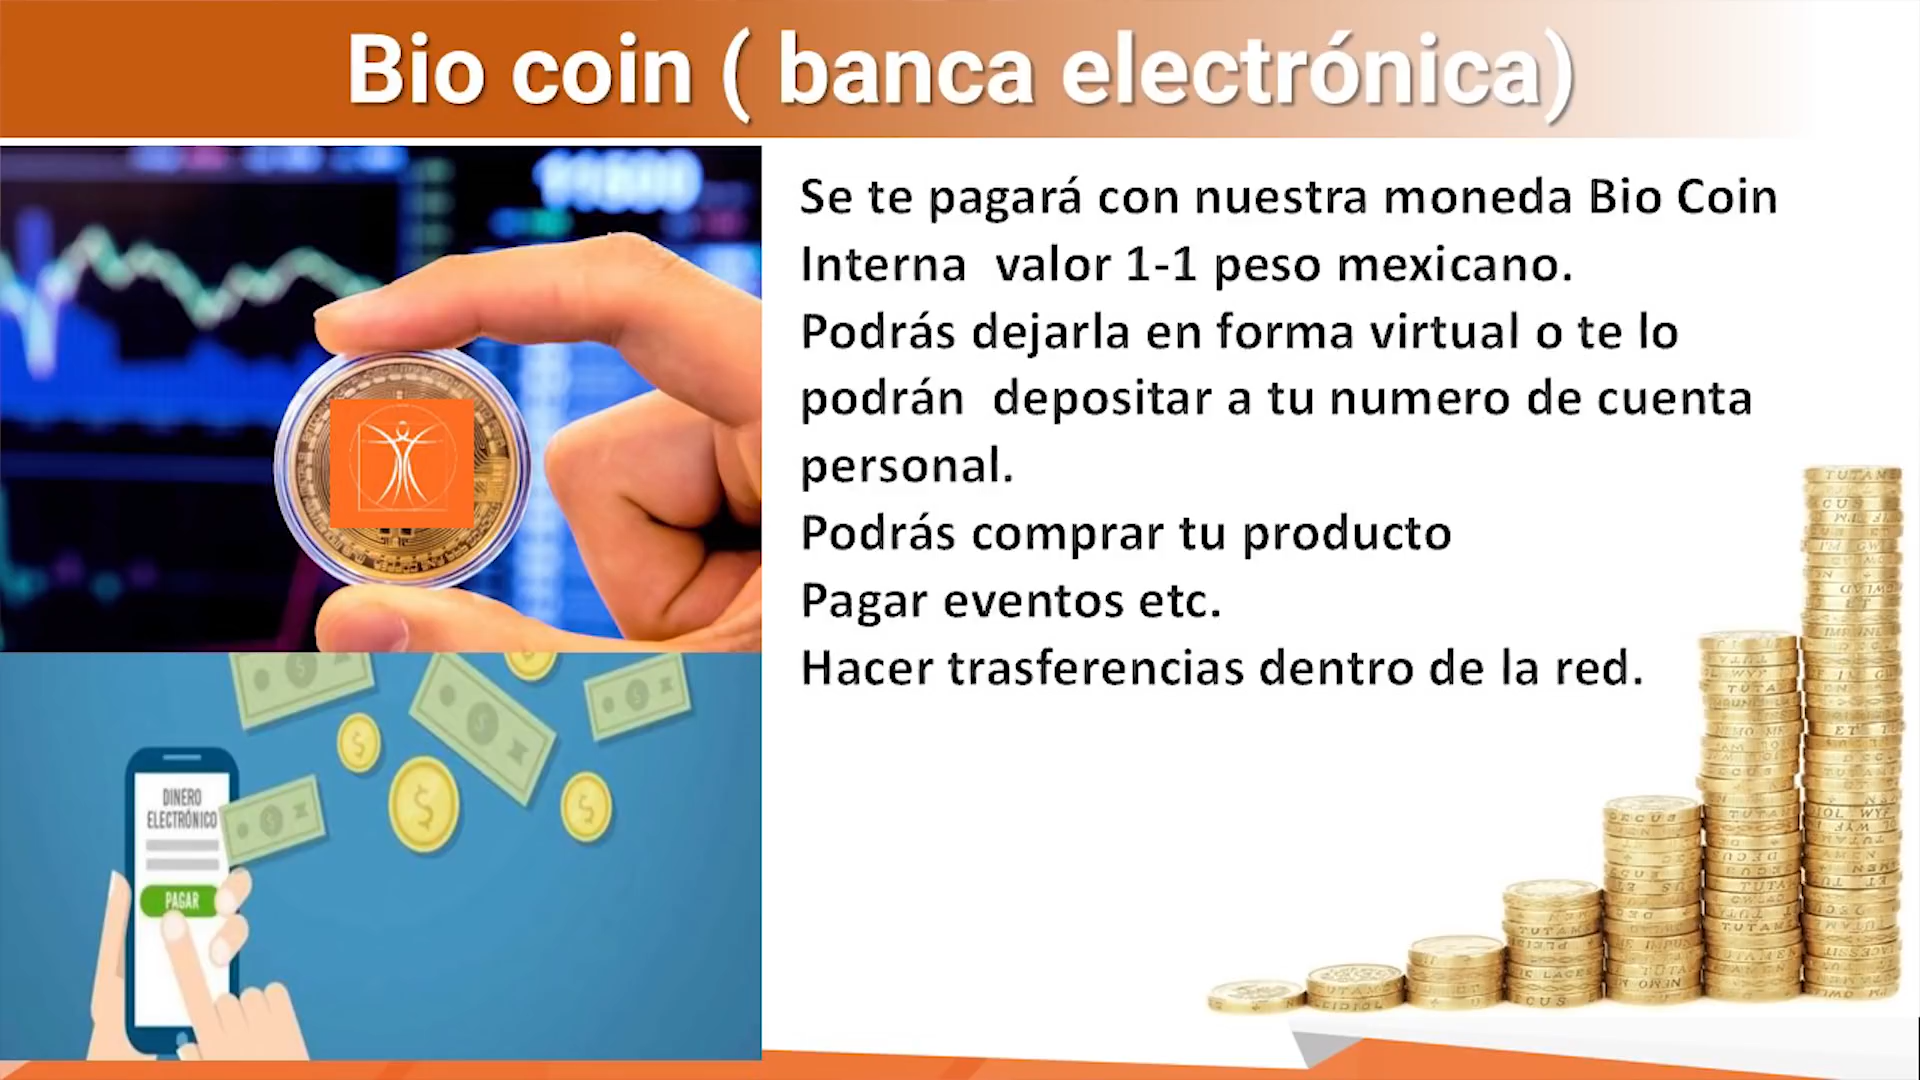 Bio coin ( banca electrónica)
Se te pagará con nuestra moneda Bio Coin
Interna valor 1-1 peso mexicano.
Podrás dejarla en forma virtual o te lo
podrán depositar a tu numero de cuenta
personal.
Podrás comprar tu producto
Pagar eventos etc.
Hacer trasferencias dentro de la red.
DINERO
ELECTRÓNICO
PAGAR